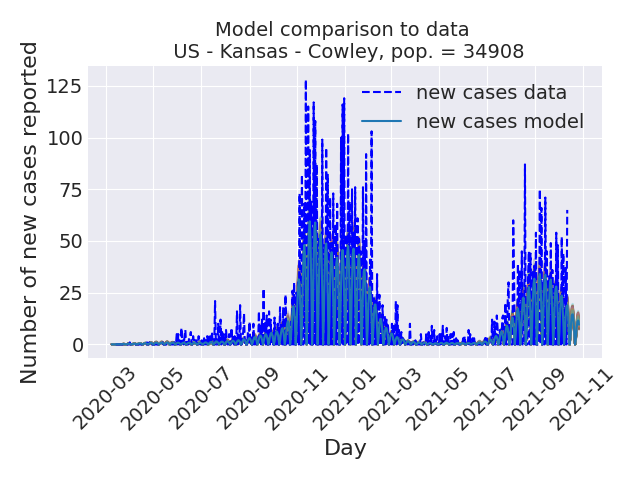 Model comparison to data
US - Kansas - Cowley, pop. = 34908
Number of new cases reported
125
100
75
50
25
0
new cases data
new cases model
2020-03
2020-05
2020-07
2020-09
2020-11
2021-01
2021-03
2021-05
2021-07
2021-09
2021-11
Day